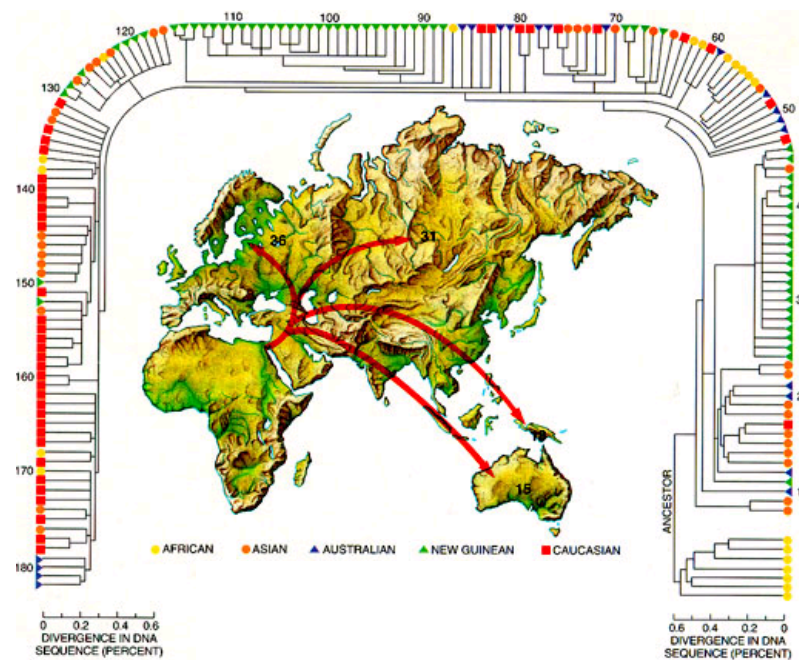 110 100 90 80 70
120 60
130 50
140
36 31
150
160
170
15
ANCESTOR
AFRICAN ASIAN AUSTRALIAN NEW GUINEAN CAUCASIAN
180
0 0.2 0.4 0.6
DIVERGENCE IN DNA
SEQUENCE (PERCENT)
0.6 0.4 0.2 0
DIVERGENCE IN DNA
SEQUENCE (PERCENT)